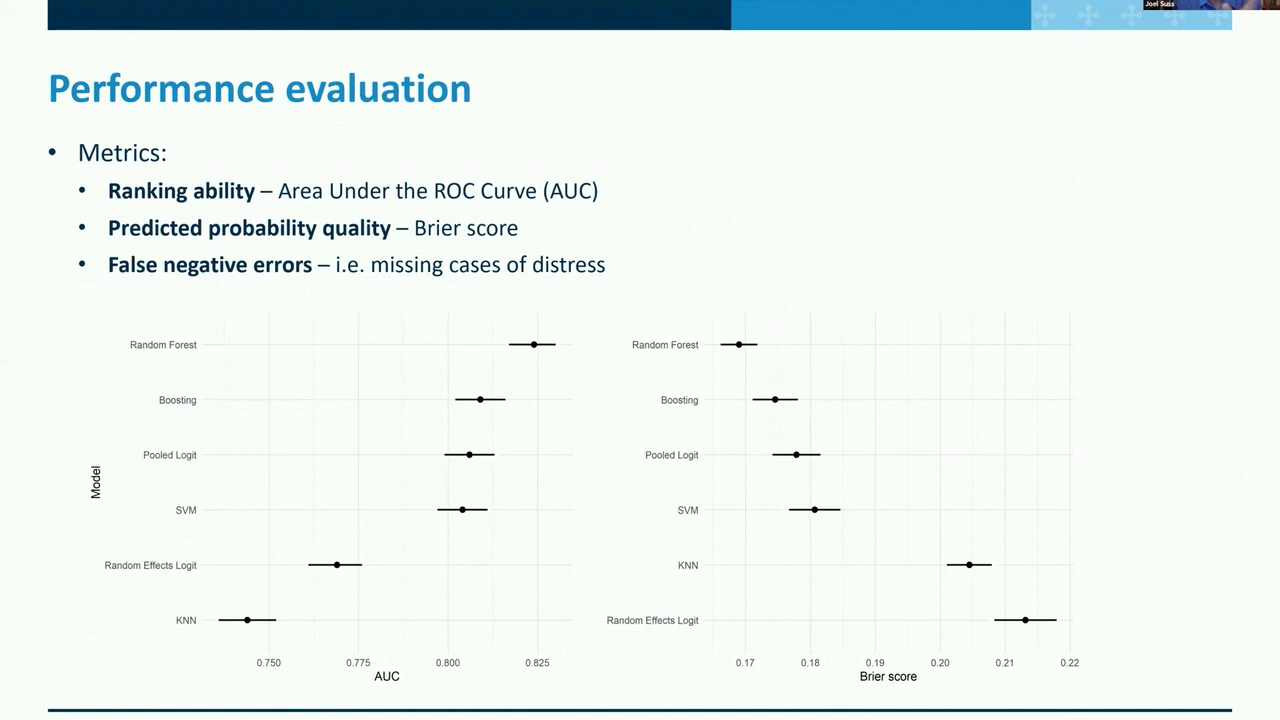 Joel Suss
Performance evaluation
• Metrics:
• Ranking ability – Area Under the ROC Curve (AUC)
• Predicted probability quality – Brier score
• False negative errors – i.e. missing cases of distress
Model
Random Forest
Boosting
Pooled Logit
SVM
Random Effects Logit
KNN
0.750 0.775 0.800 0.825
AUC
Random Forest
Boosting
Pooled Logit
SVM
KNN
Random Effects Logit
0.17 0.18 0.19 0.20 0.21 0.22
Brier score